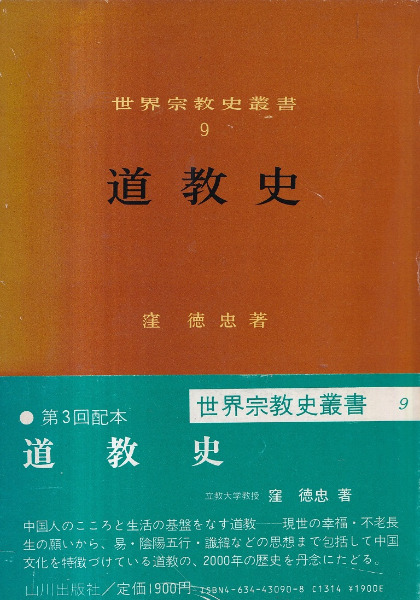 世界宗教史叢書
9
道教史
窪 徳忠 著
世界宗教史叢書 9
● 第3回配本
道教史
立教大学教授 窪 徳忠 著
中国人のこころと生活の基盤をなす道教──現世の幸福・不老長
生の願いから、易・陰陽五行・讖緯などの思想まで包括して中国
文化を特徴づけている道教の、2000年の歴史を丹念にたどる。
山川出版社／定価1900円 ISBN4-634-43090-8 C1314 ¥1900E